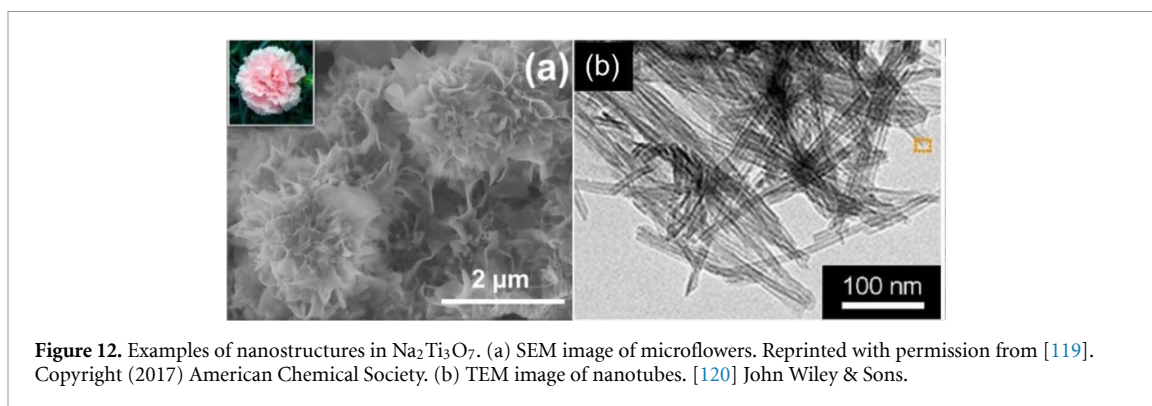 (a)
2 μm
(b)
100 nm
Figure 12. Examples of nanostructures in Na₂Ti₃O₇. (a) SEM image of microflowers. Reprinted with permission from [119].
Copyright (2017) American Chemical Society. (b) TEM image of nanotubes. [120] John Wiley & Sons.